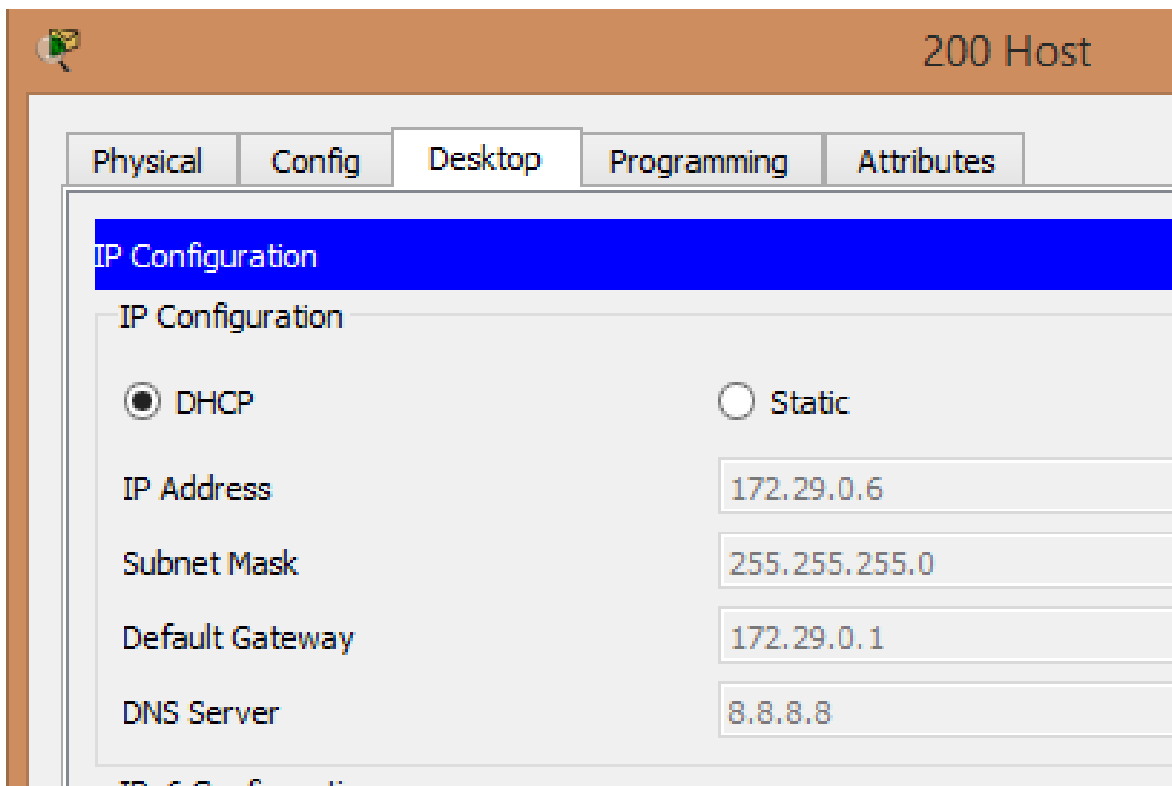 200 Host
Physical Config Desktop Programming Attributes
IP Configuration
IP Configuration
DHCP Static
IP Address 172.29.0.6
Subnet Mask 255.255.255.0
Default Gateway 172.29.0.1
DNS Server 8.8.8.8